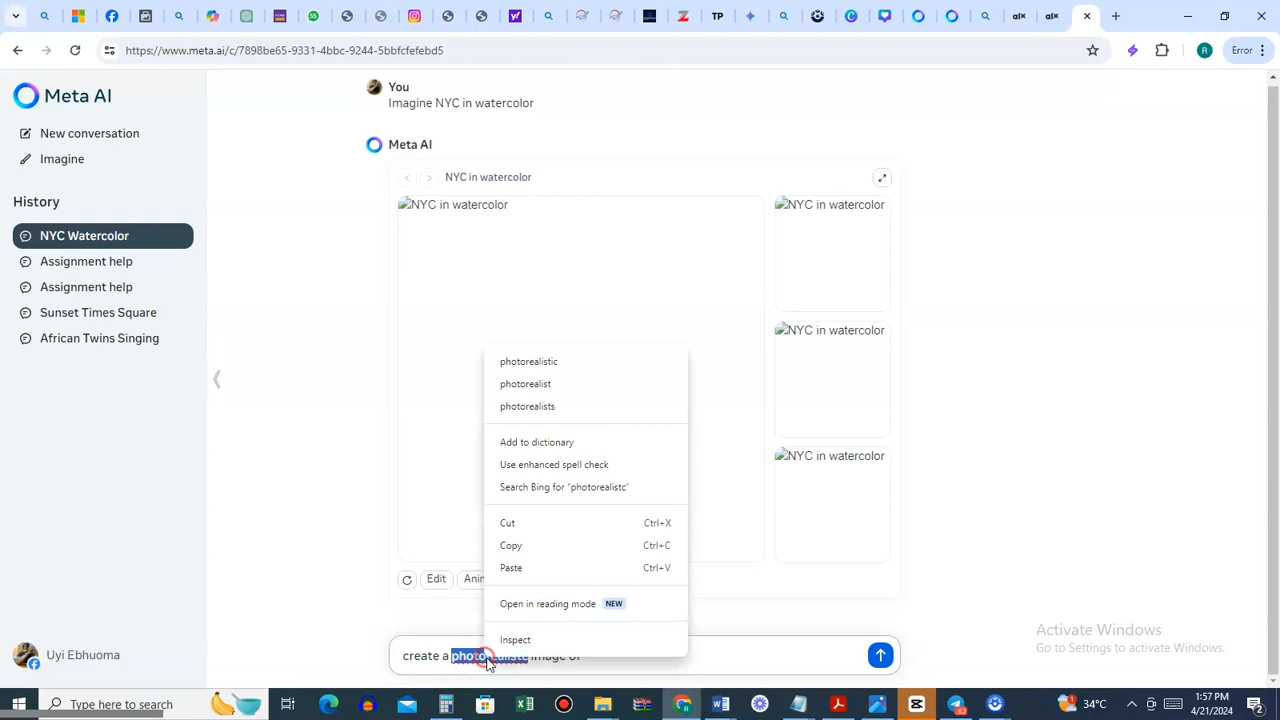 aI×
aI×
TP
https://www.meta.ai/c/7898be65-9331-4bbc-9244-5bbfcfefebd5
R
Error
Meta AI
New conversation
Imagine
History
NYC Watercolor
Assignment help
Assignment help
Sunset Times Square
African Twins Singing
Uyi Ebhuoma
You
Imagine NYC in watercolor
Meta AI
NYC in watercolor
NYC in watercolor
NYC in watercolor
NYC in watercolor
NYC in watercolor
photorealistic
photorealist
photorealists
Add to dictionary
Use enhanced spell check
Search Bing for "photorealistc"
Cut Ctrl+X
Copy Ctrl+C
Paste Ctrl+V
Open in reading mode NEW
Inspect
Edit
create a photorealistc image of
Activate Windows
Go to Settings to activate Windows.
Type here to search
34°C
1:57 PM
4/21/2024